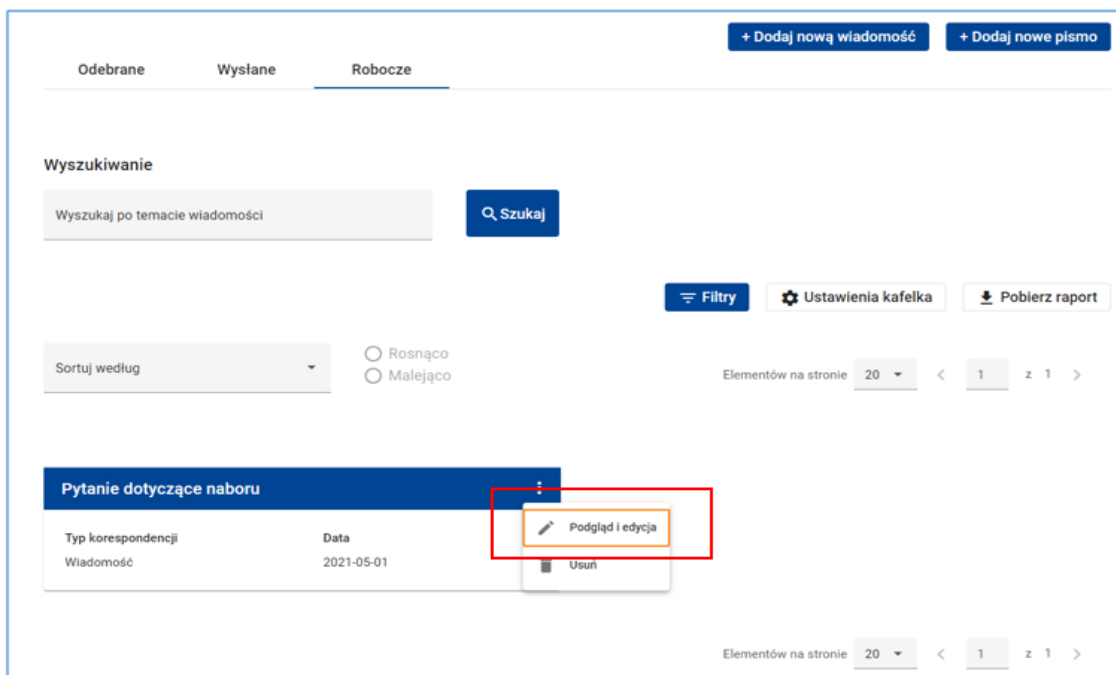 + Dodaj nową wiadomość + Dodaj nowe pismo
Odebrane Wysłane Robocze
Wyszukiwanie
Wyszukaj po temacie wiadomości Szukaj
Filtry Ustawienia kafelka Pobierz raport
Sortuj według Rosnąco
Malejąco
Elementów na stronie 20 < 1 z 1 >
Pytanie dotyczące naboru
Podgląd i edycja
Typ korespondencji Data
Wiadomość 2021-05-01
Usuń
Elementów na stronie 20 < 1 z 1 >